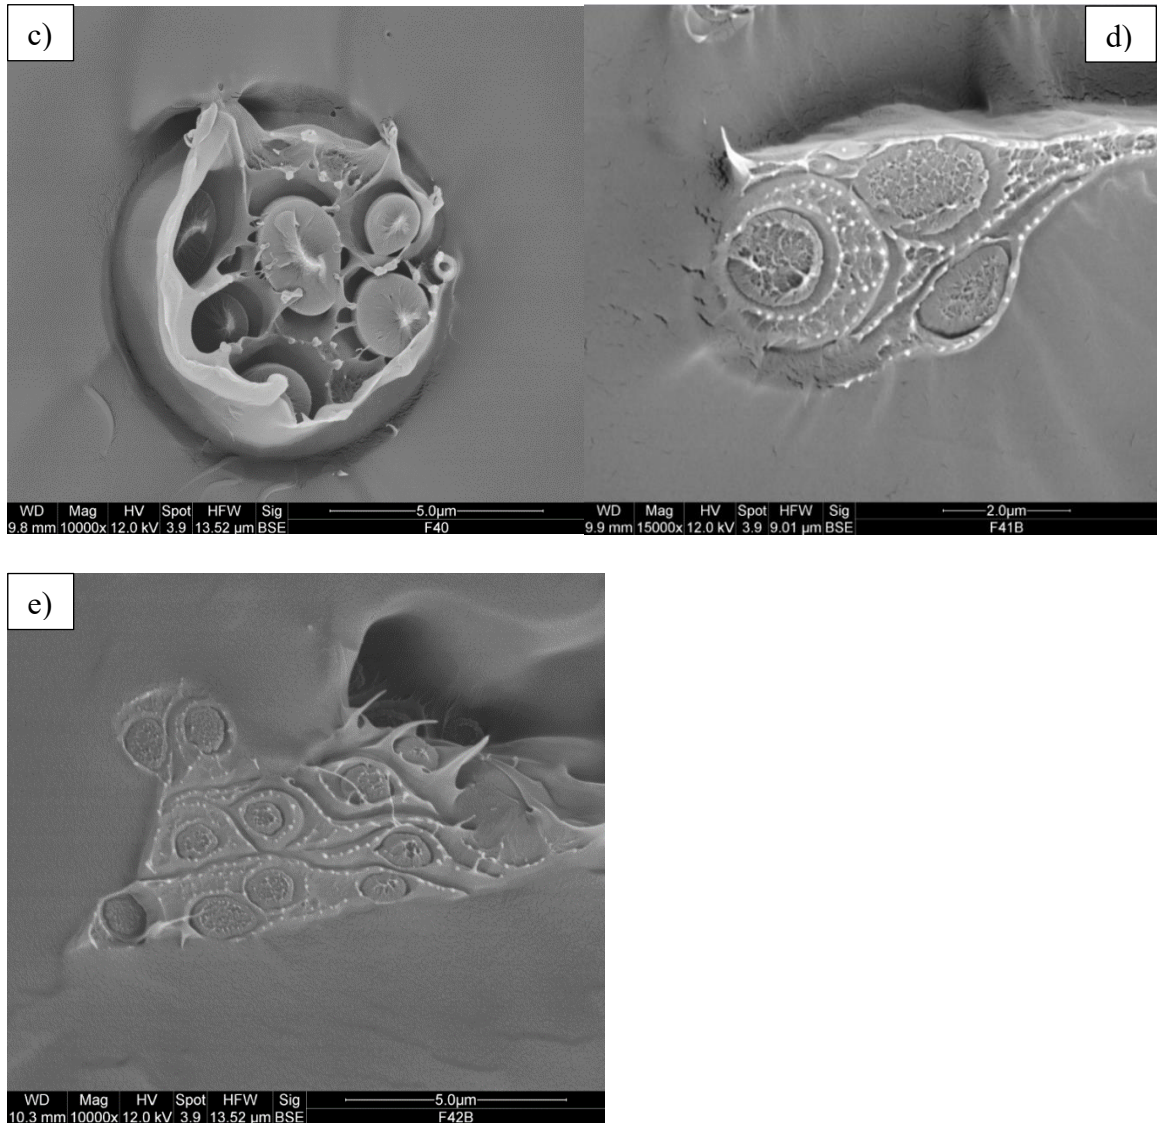 c)
d)
WD Mag HV Spot HFW Sig 5.0µm
9.8 mm 10000x 12.0 kV 3.9 13.52 µm BSE F40
WD Mag HV Spot HFW Sig 2.0µm
9.9 mm 15000x 12.0 kV 3.9 9.01 µm BSE F41B
e)
WD Mag HV Spot HFW Sig 5.0µm
10.3 mm 10000x 12.0 kV 3.9 13.52 µm BSE F42B